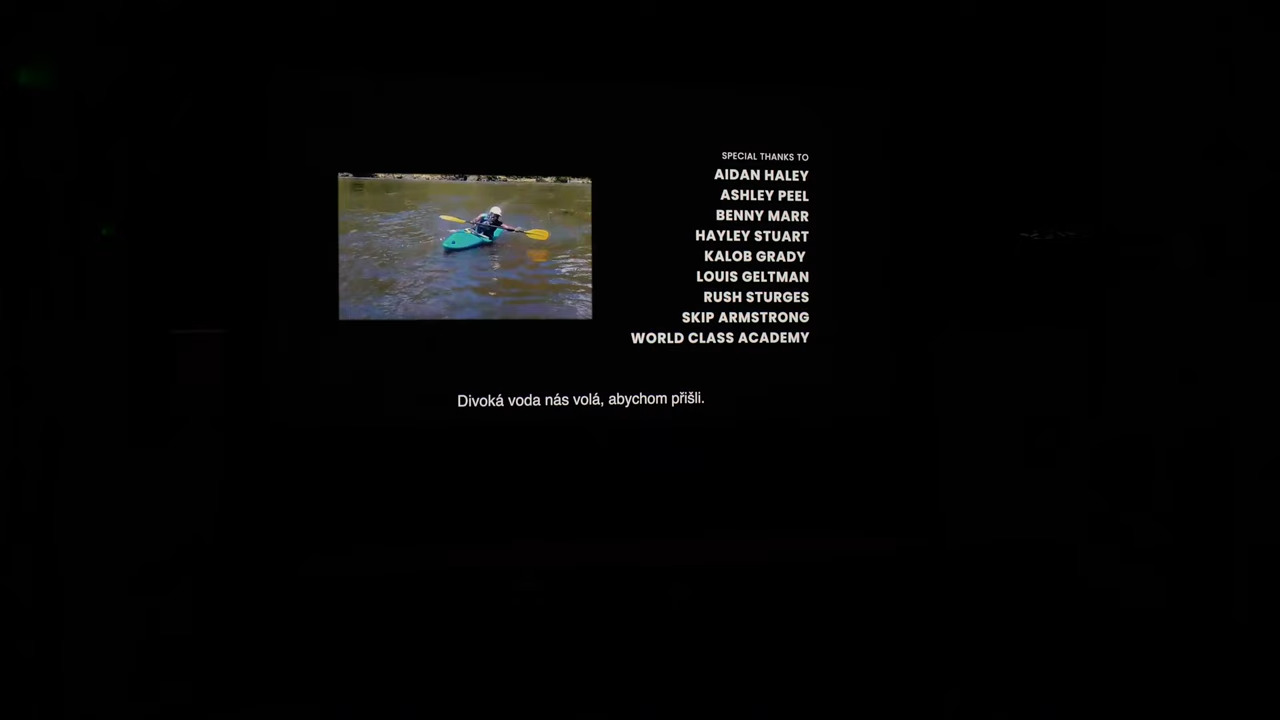 SPECIAL THANKS TO
AIDAN HALEY
ASHLEY PEEL
BENNY MARR
HAYLEY STUART
KALOB GRADY
LOUIS GELTMAN
RUSH STURGES
SKIP ARMSTRONG
WORLD CLASS ACADEMY
Divoká voda nás volá, abychom přišli.